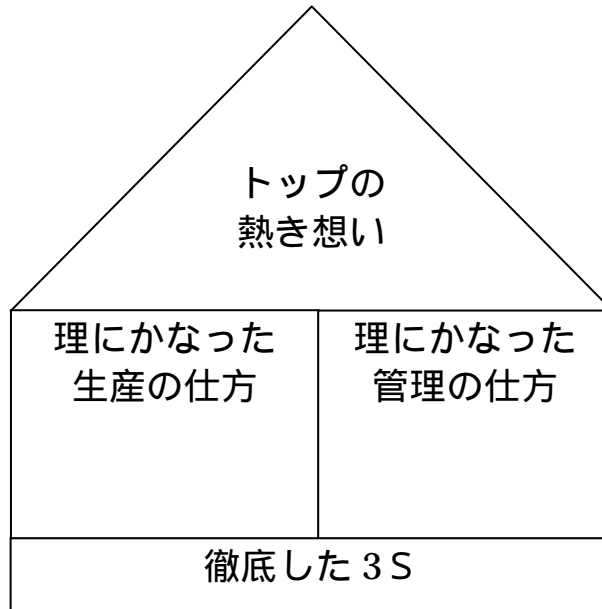 トップの
熱き想い
理にかなった
生産の仕方
理にかなった
管理の仕方
徹底した3S